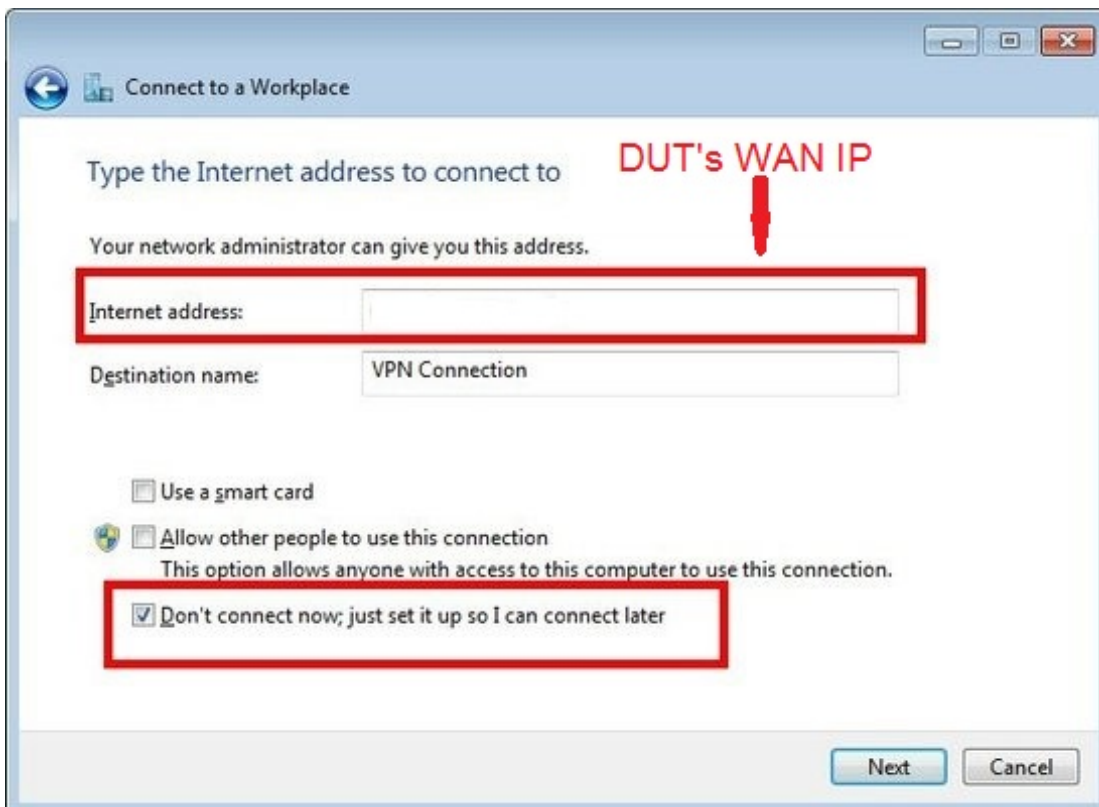 Connect to a Workplace
DUT's WAN IP
Type the Internet address to connect to
Your network administrator can give you this address.
Internet address:
Destination name: VPN Connection
Use a smart card
Allow other people to use this connection
This option allows anyone with access to this computer to use this connection.
Don't connect now; just set it up so I can connect later
Next Cancel